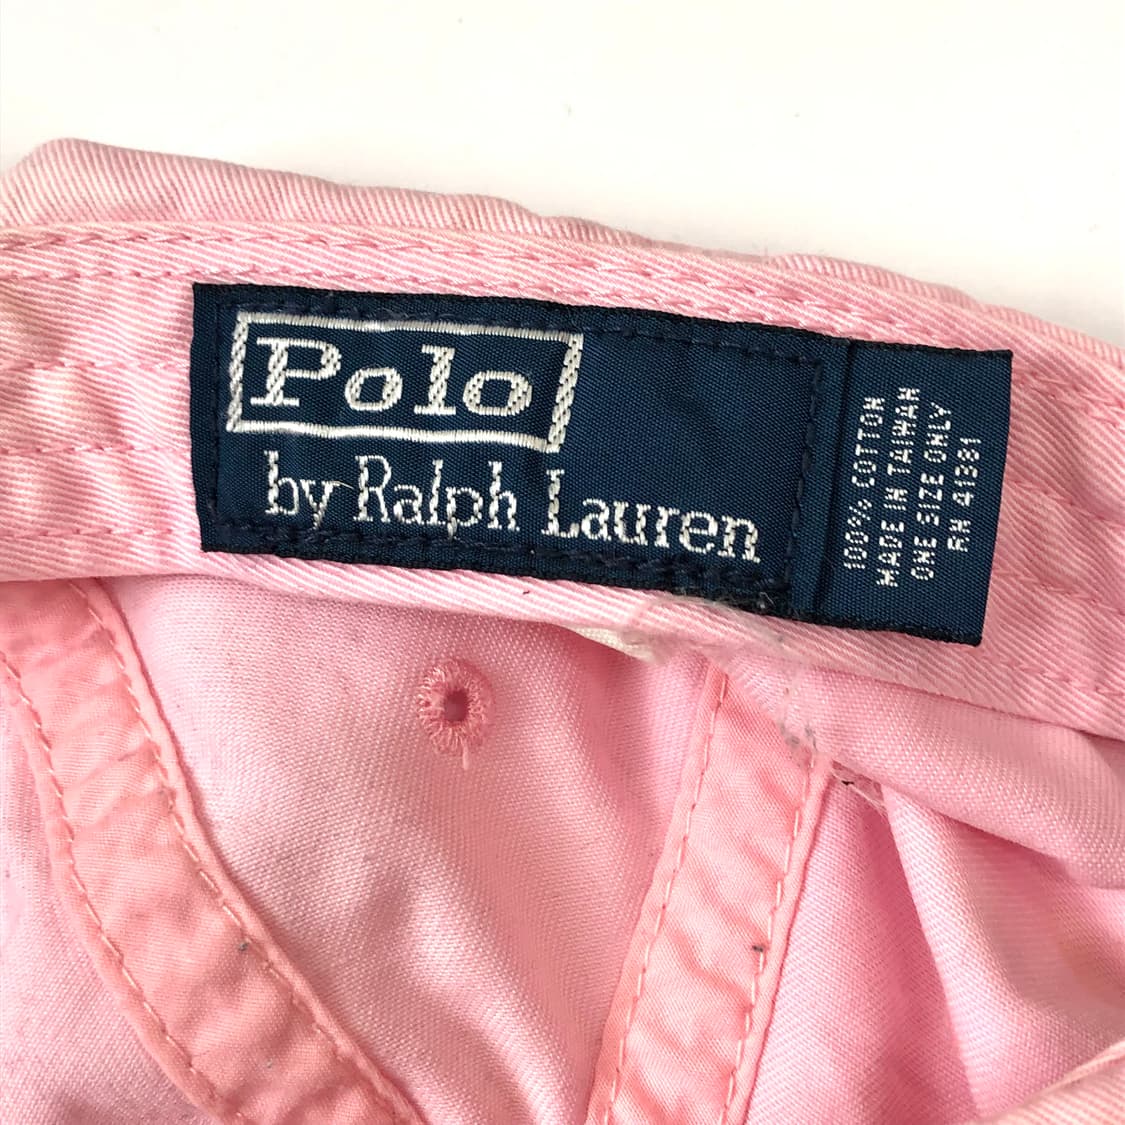 Polo
by Ralph Lauren
100% COTTON
MADE IN TAIWAN
ONE SIZE ONLY
RN 41381